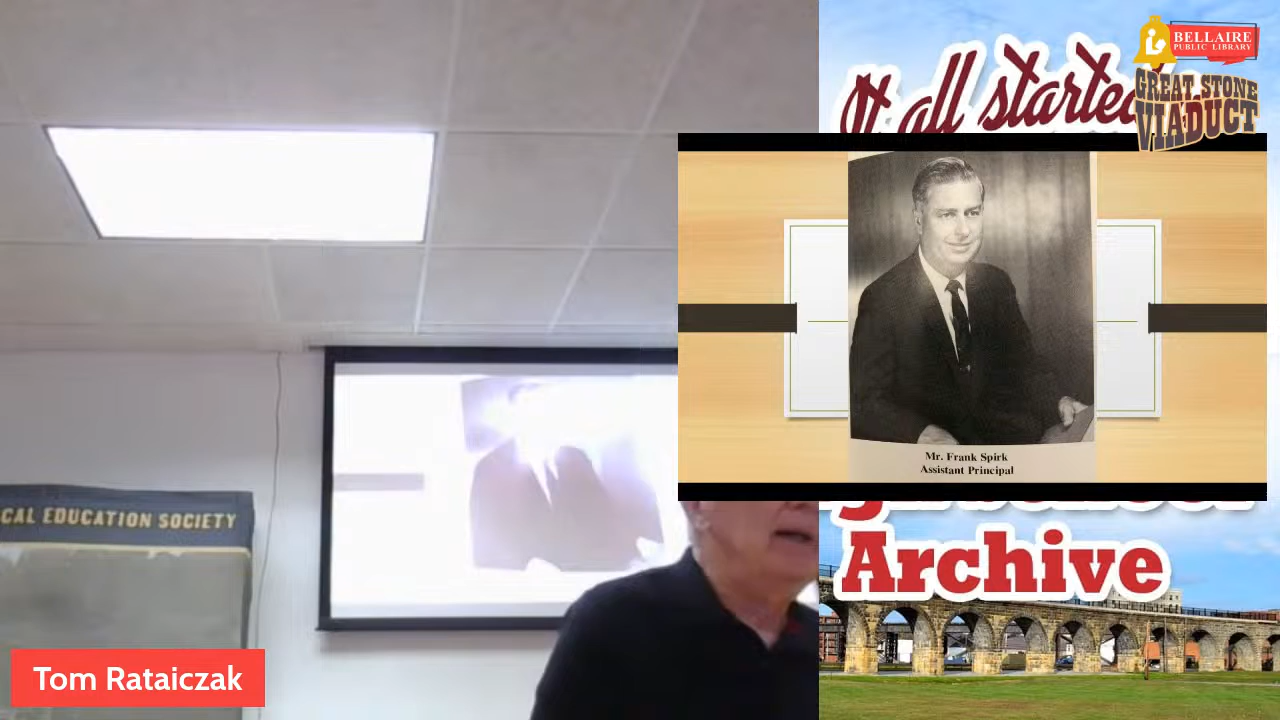 It all started
BELLAIRE
PUBLIC LIBRARY
GREAT STONE
VIADUCT
Mr. Frank Spirk
Assistant Principal
CAL EDUCATION SOCIETY
Archive
Tom Rataiczak